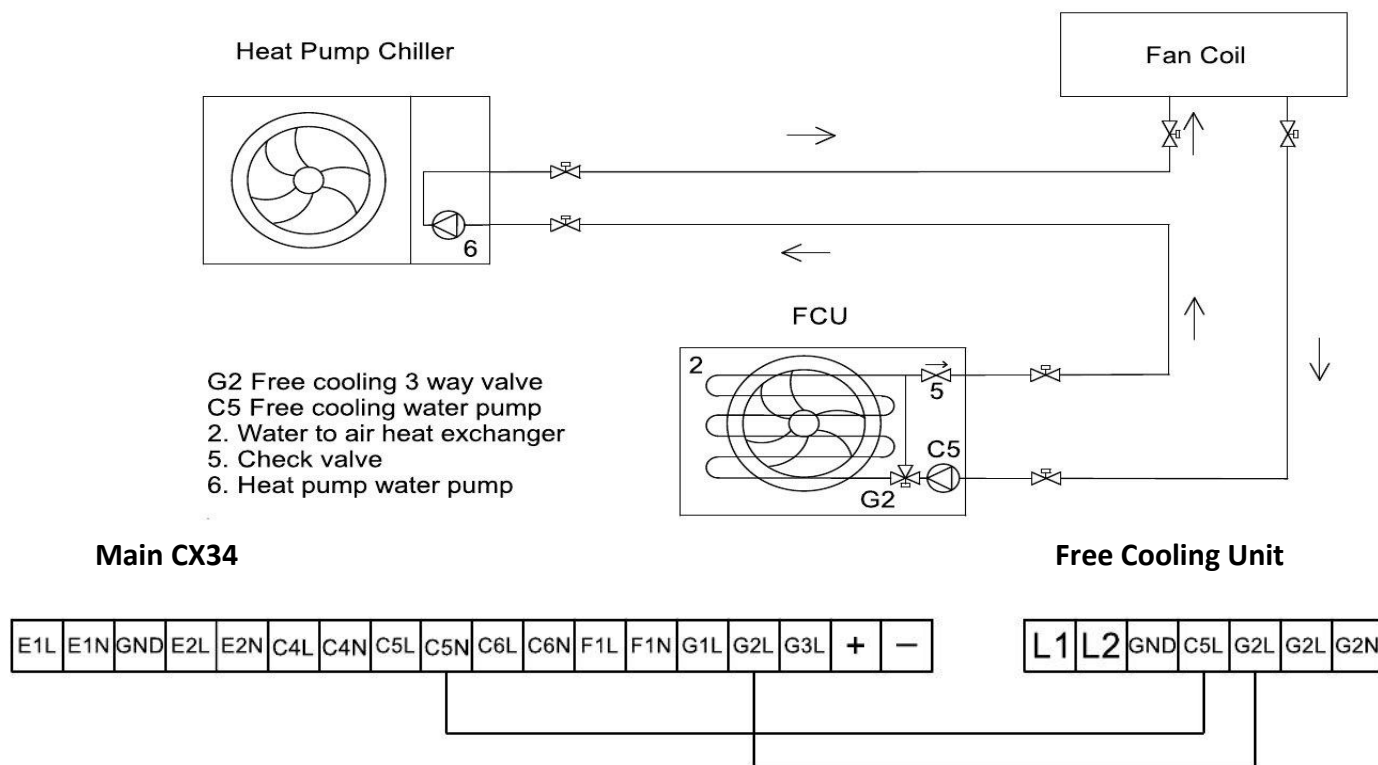 Heat Pump Chiller
Fan Coil
6
FCU
2
5
C5
G2
G2 Free cooling 3 way valve
C5 Free cooling water pump
2. Water to air heat exchanger
5. Check valve
6. Heat pump water pump
Main CX34
Free Cooling Unit
E1L E1N GND E2L E2N C4L C4N C5L C5N C6L C6N F1L F1N G1L G2L G3L + −
L1 L2 GND C5L G2L G2L G2N